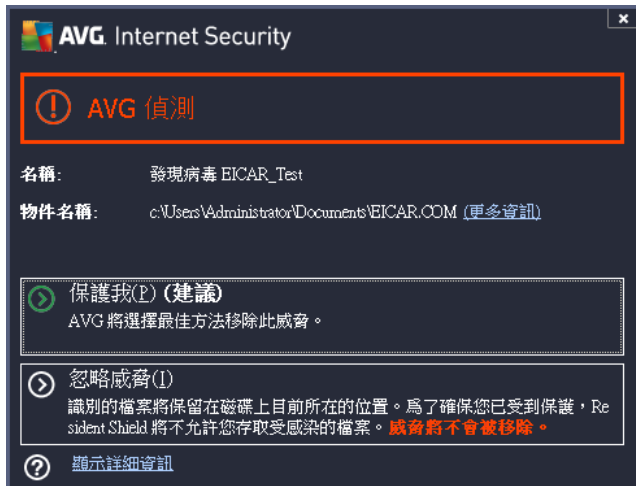 AVG. Internet Security
AVG 偵測
名稱: 發現病毒 EICAR_Test
物件名稱: c:\Users\Administrator\Documents\EICAR.COM (更多資訊)
保護我(P) (建議)
AVG 將選擇最佳方法移除此威脅。
忽略威脅(I)
識別的檔案將保留在磁碟上目前所在的位置。為了確保您已受到保護，Re
sident Shield 將不允許您存取受感染的檔案。威脅將不會被移除。
顯示詳細資訊